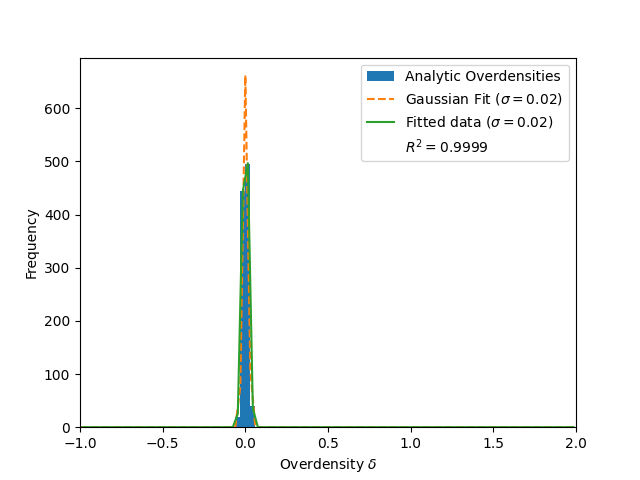 Analytic Overdensities
Gaussian Fit (σ = 0.02)
Fitted data (σ = 0.02)
R² = 0.9999
600
500
400
300
200
100
0
Frequency
−1.0 −0.5 0.0 0.5 1.0 1.5 2.0
Overdensity δ